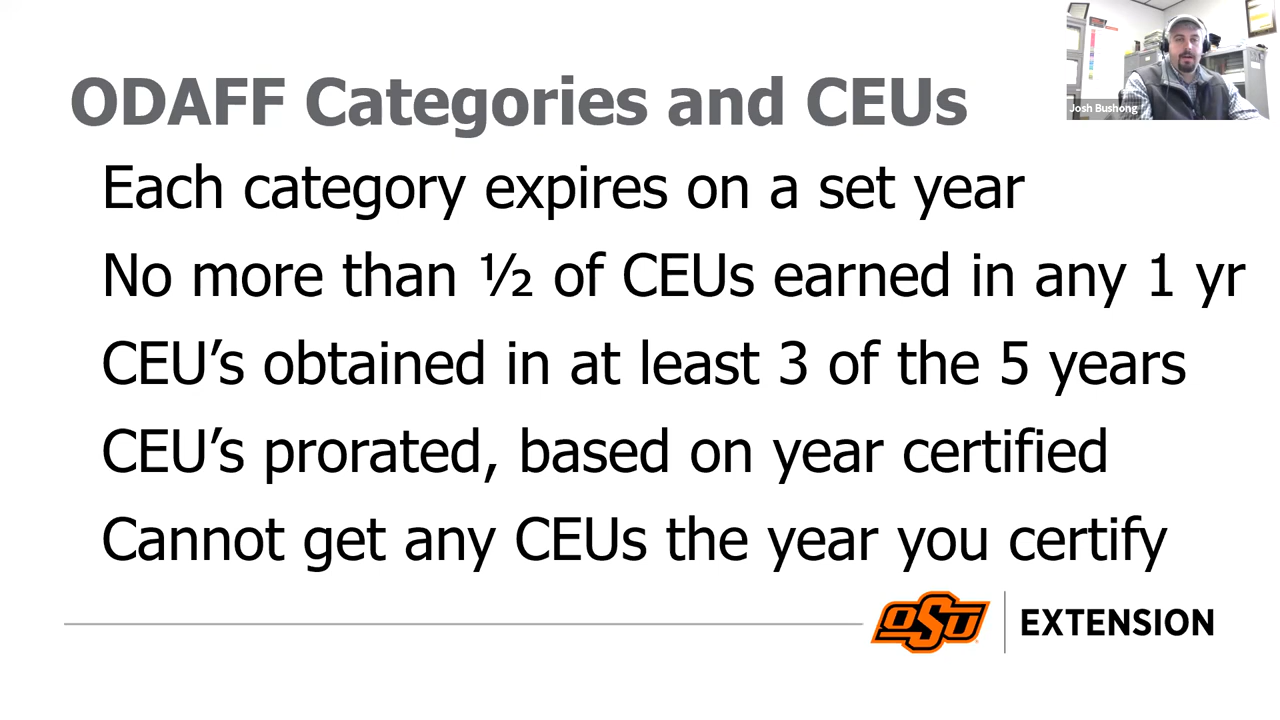 Josh Bushong
ODAFF Categories and CEUs
Each category expires on a set year
No more than ½ of CEUs earned in any 1 yr
CEU’s obtained in at least 3 of the 5 years
CEU’s prorated, based on year certified
Cannot get any CEUs the year you certify
OSU
EXTENSION